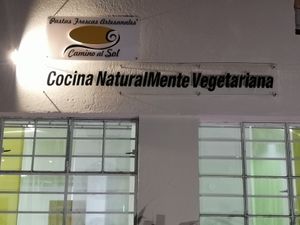 Pastas Frescas Artesanales
Camino al Sol
Cocina NaturalMente Vegetariana